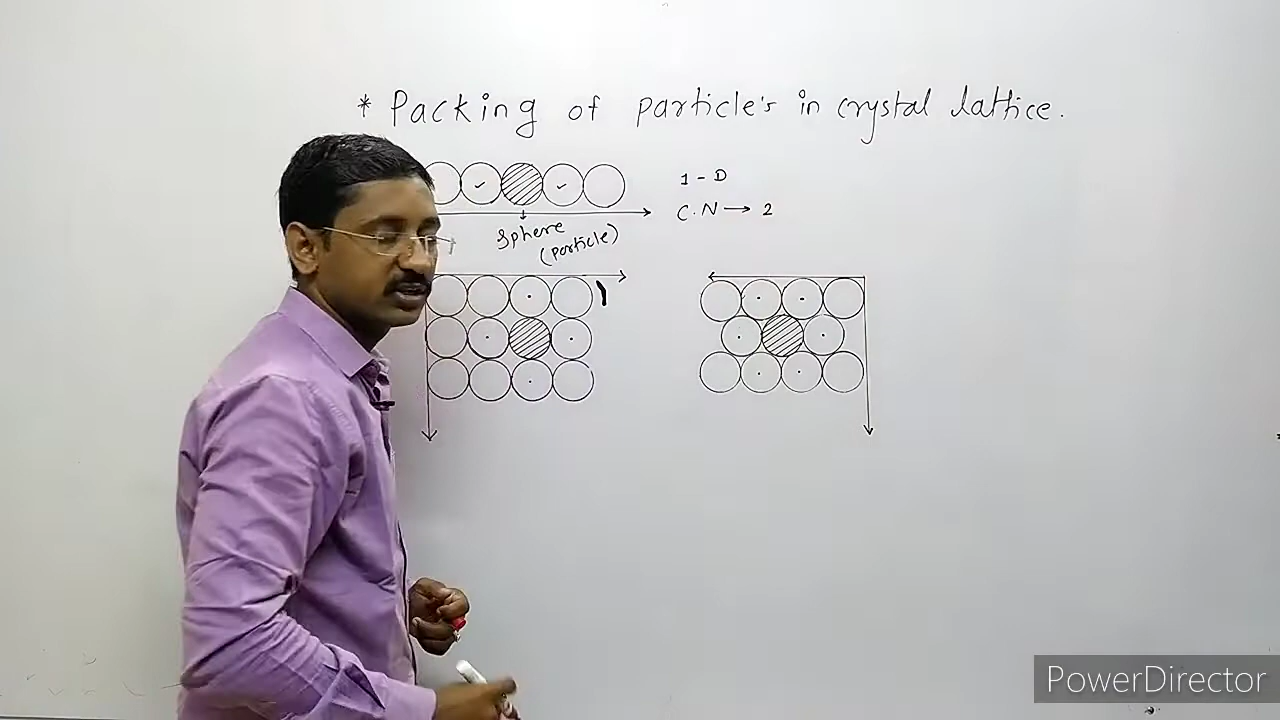 * Packing of particle's in crystal lattice.
1 - D
C.N → 2
Sphere
(particle)
PowerDirector